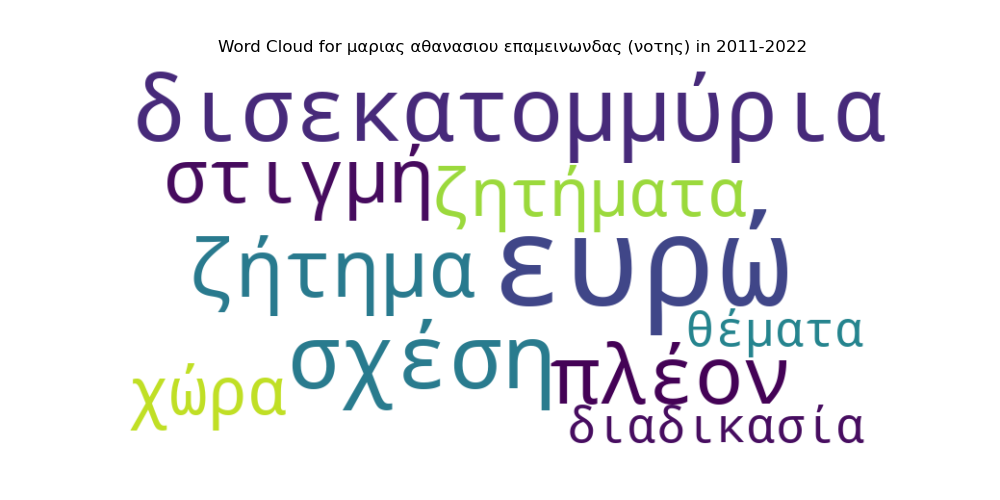 Word Cloud for μαριας αθανασιου επαμεινωνδας (νοτης) in 2011-2022
δισεκατομμύρια
στιγμή ζητήματα
ζήτημα ευρώ
θέματα
σχέση πλέον
χώρα
διαδικασία